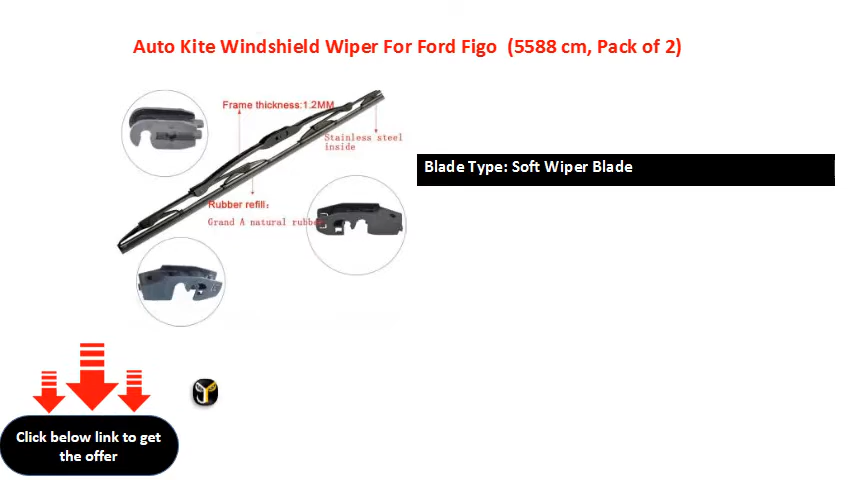 Auto Kite Windshield Wiper For Ford Figo (5588 cm, Pack of 2)
Frame thickness:1.2MM
Stainless steel
inside
Blade Type: Soft Wiper Blade
Rubber refill:
Grand A natural rubber
Click below link to get
the offer